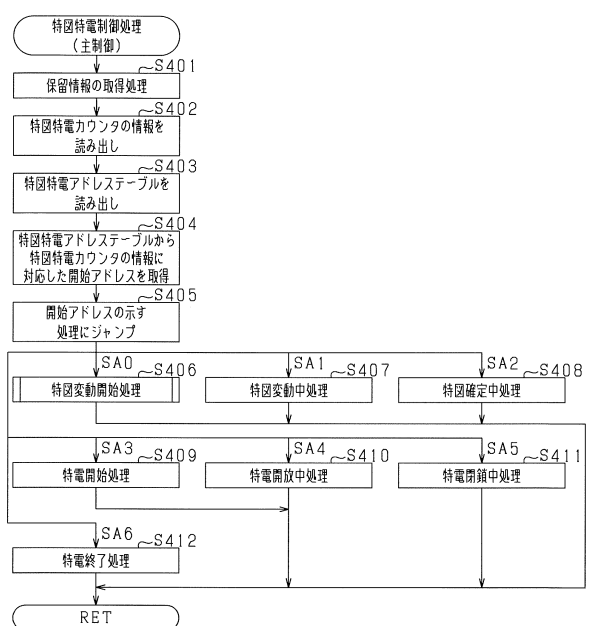 特図特電制御処理
(主制御)
S401
保留情報の取得処理
S402
特図特電カウンタの情報を
読み出し
S403
特図特電アドレステーブルを
読み出し
S404
特図特電アドレステーブルから
特図特電カウンタの情報に
対応した開始アドレスを取得
S405
開始アドレスの示す
処理にジャンプ
SA0
S406
特図変動開始処理
SA1
S407
特図変動中処理
SA2
S408
特図確定中処理
SA3
S409
特電開始処理
SA4
S410
特電開放中処理
SA5
S411
特電閉鎖中処理
SA6
S412
特電終了処理
RET